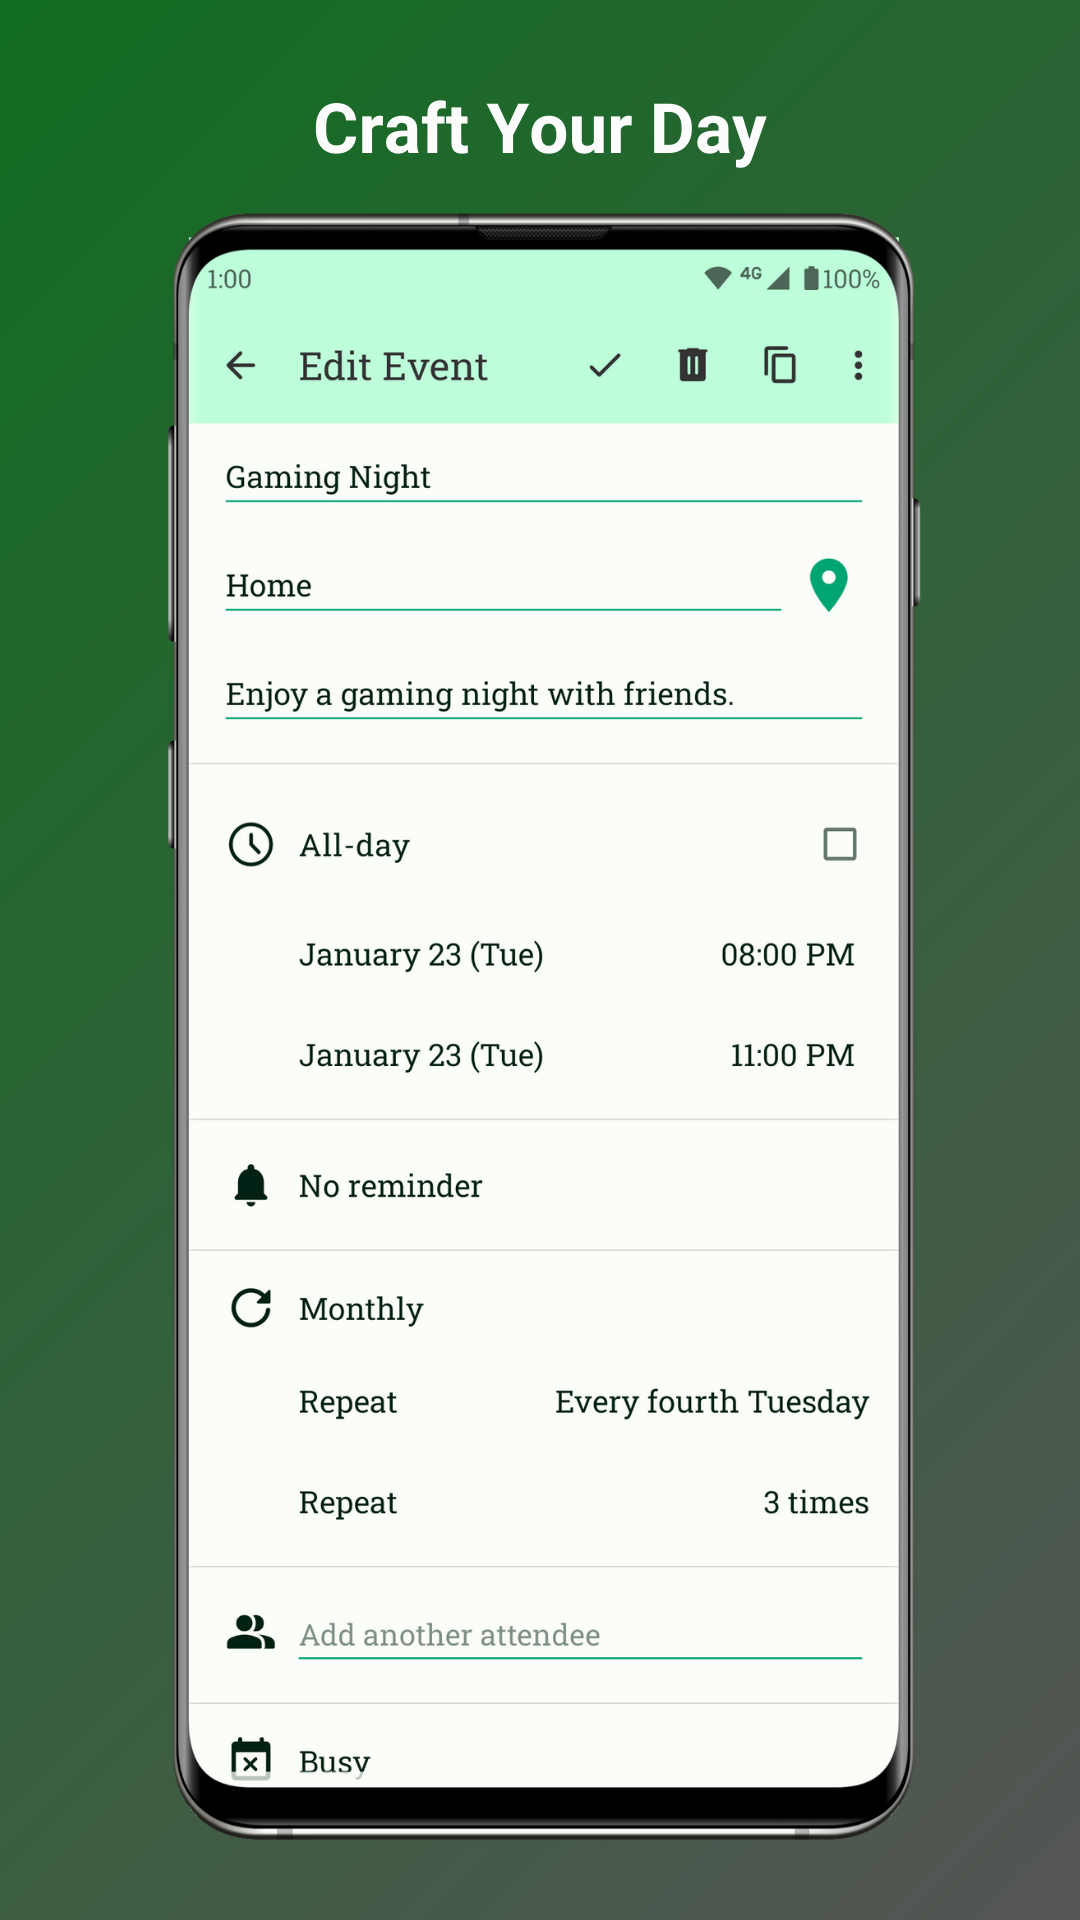 Craft Your Day
1:00 4G 100%
Edit Event
Gaming Night
Home
Enjoy a gaming night with friends.
All-day
January 23 (Tue) 08:00 PM
January 23 (Tue) 11:00 PM
No reminder
Monthly
Repeat Every fourth Tuesday
Repeat 3 times
Add another attendee
Busy